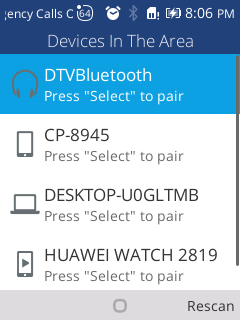 gency Calls O 64 8:06 PM
Devices In The Area
DTVBluetooth
Press "Select" to pair
CP-8945
Press "Select" to pair
DESKTOP-U0GLTMB
Press "Select" to pair
HUAWEI WATCH 2819
Press "Select" to pair
Rescan